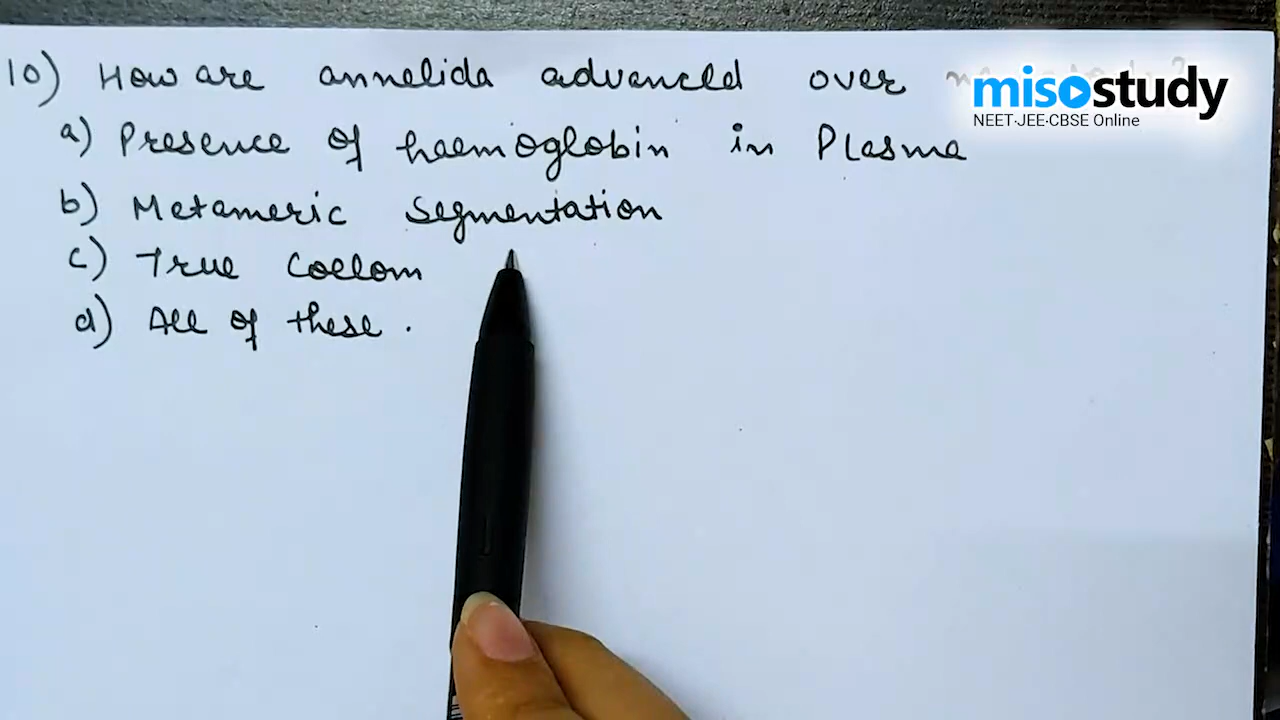 10) How are annelida advanced over
misostudy
NEET·JEE·CBSE Online
a) Presence of haemoglobin in Plasma
b) Metameric Segmentation
c) True Coelom
d) All of these.